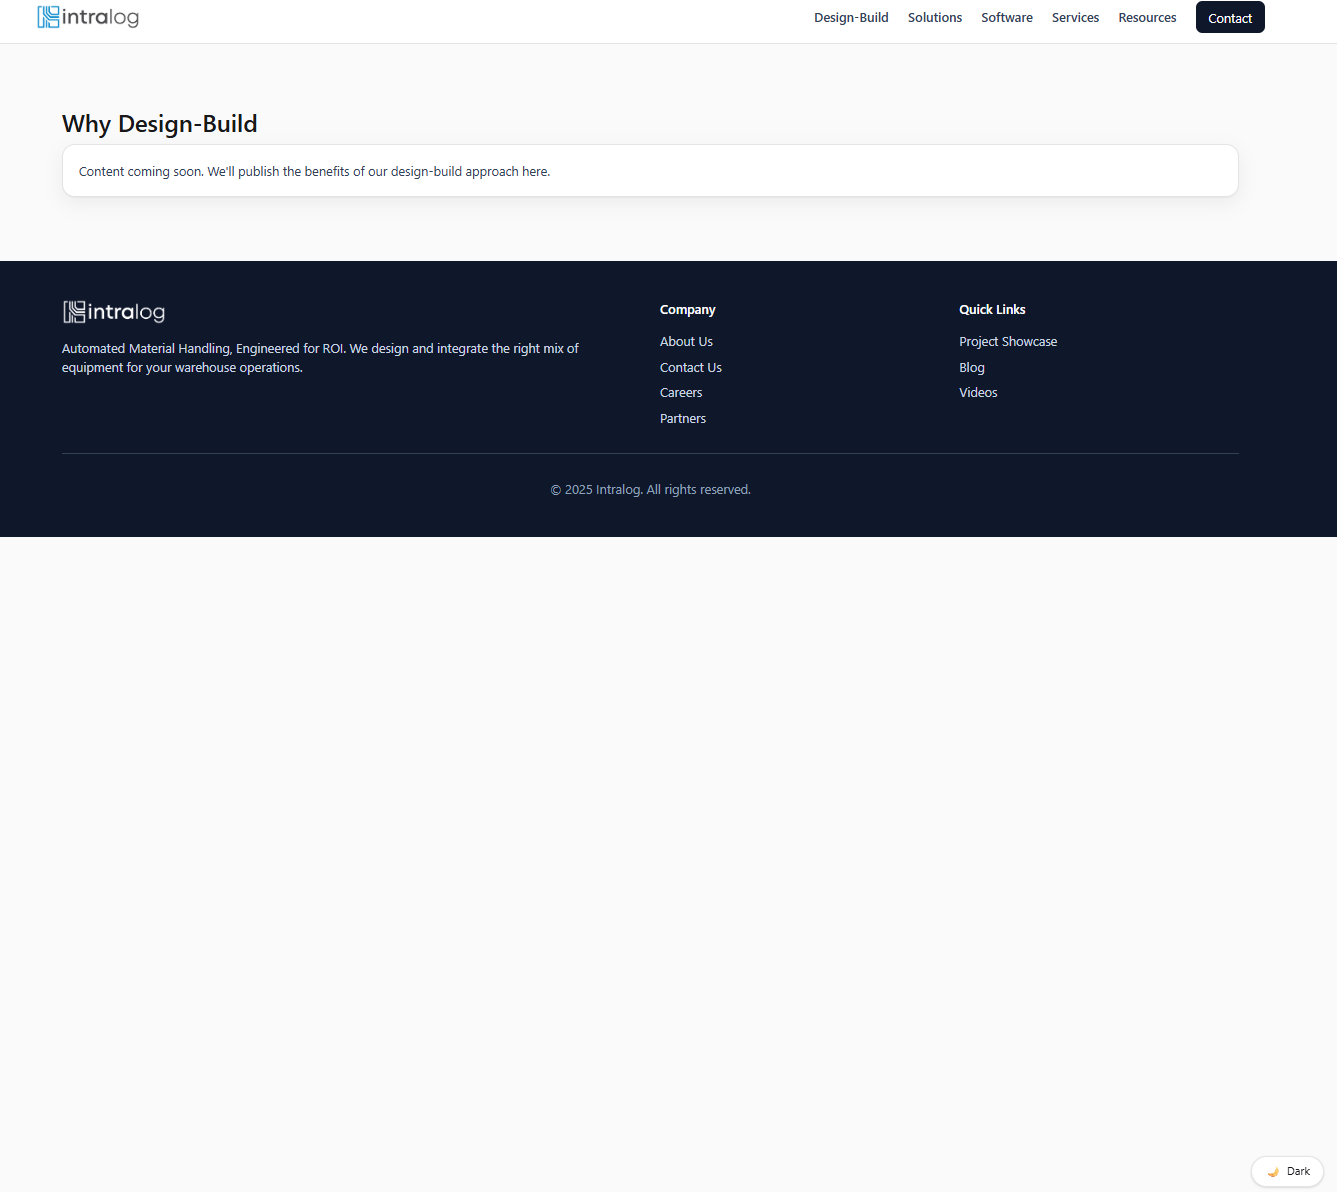 intralog
Design-Build Solutions Software Services Resources Contact
Why Design-Build
Content coming soon. We'll publish the benefits of our design-build approach here.
intralog
Automated Material Handling, Engineered for ROI. We design and integrate the right mix of
equipment for your warehouse operations.
Company
About Us
Contact Us
Careers
Partners
Quick Links
Project Showcase
Blog
Videos
© 2025 Intralog. All rights reserved.
Dark